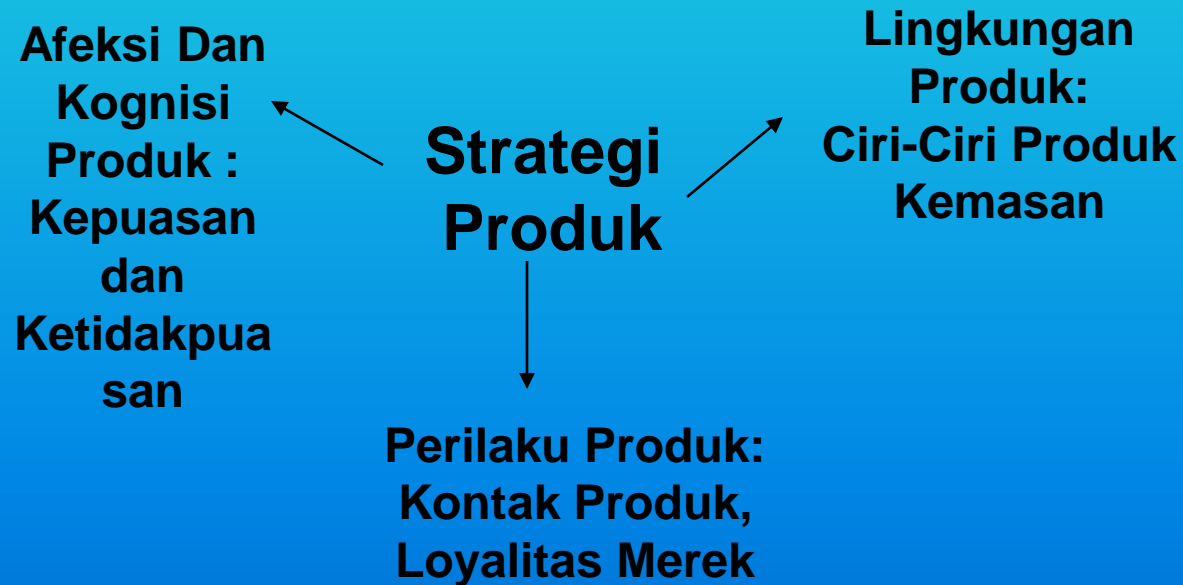 Afeksi Dan
Kognisi
Produk :
Kepuasan
dan
Ketidakpua
san
Strategi
Produk
Lingkungan
Produk:
Ciri-Ciri Produk
Kemasan
Perilaku Produk:
Kontak Produk,
Loyalitas Merek